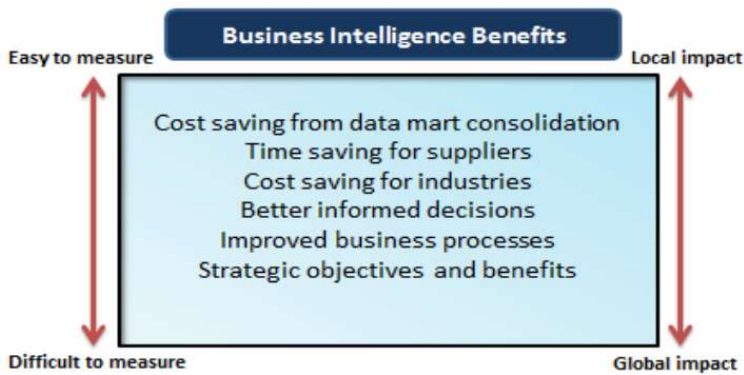 Business Intelligence Benefits
Easy to measure
Local impact
Cost saving from data mart consolidation
Time saving for suppliers
Cost saving for industries
Better informed decisions
Improved business processes
Strategic objectives and benefits
Difficult to measure
Global impact